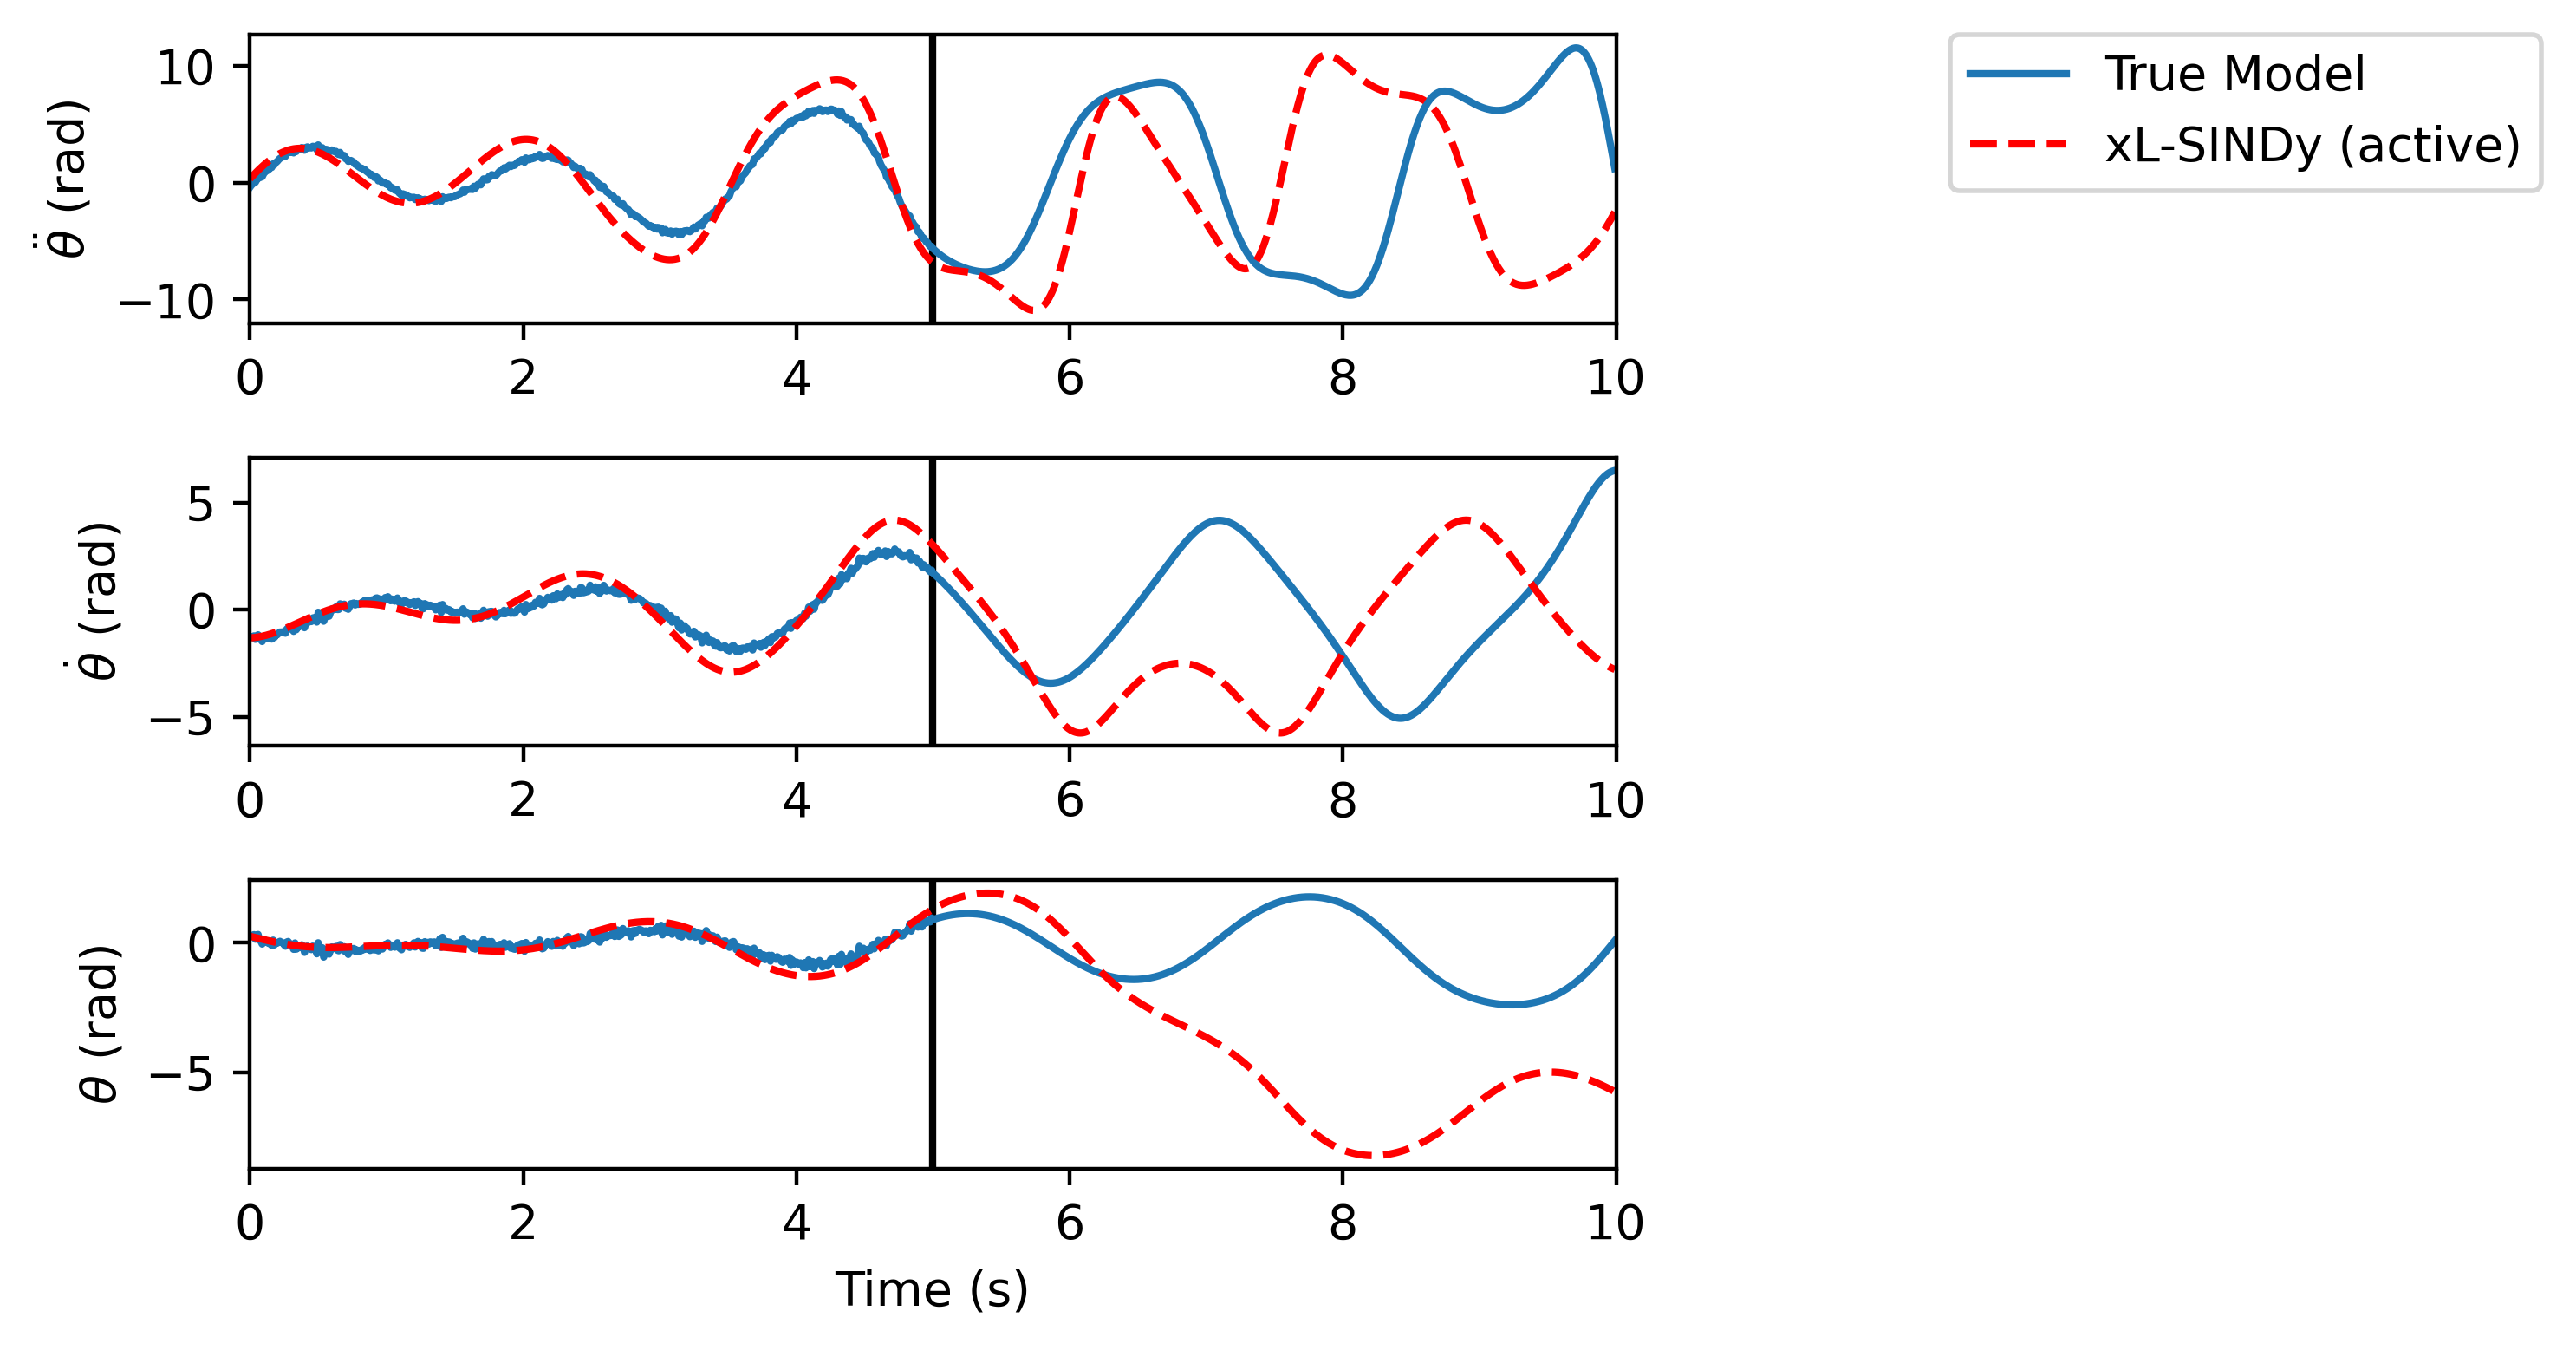 True Model
xL-SINDy (active)
θ̈ (rad)
10
0
−10
0 2 4 6 8 10
θ̇ (rad)
5
0
−5
0 2 4 6 8 10
θ (rad)
0
−5
0 2 4 6 8 10
Time (s)